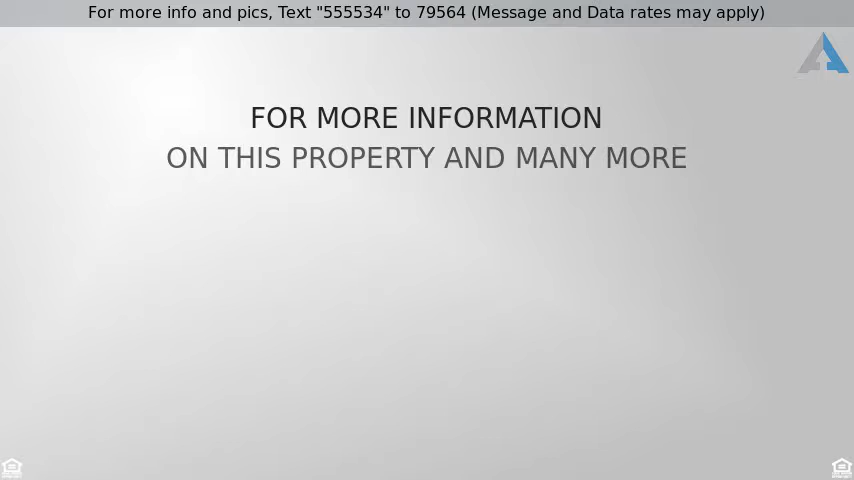 For more info and pics, Text "555534" to 79564 (Message and Data rates may apply)
FOR MORE INFORMATION
ON THIS PROPERTY AND MANY MORE